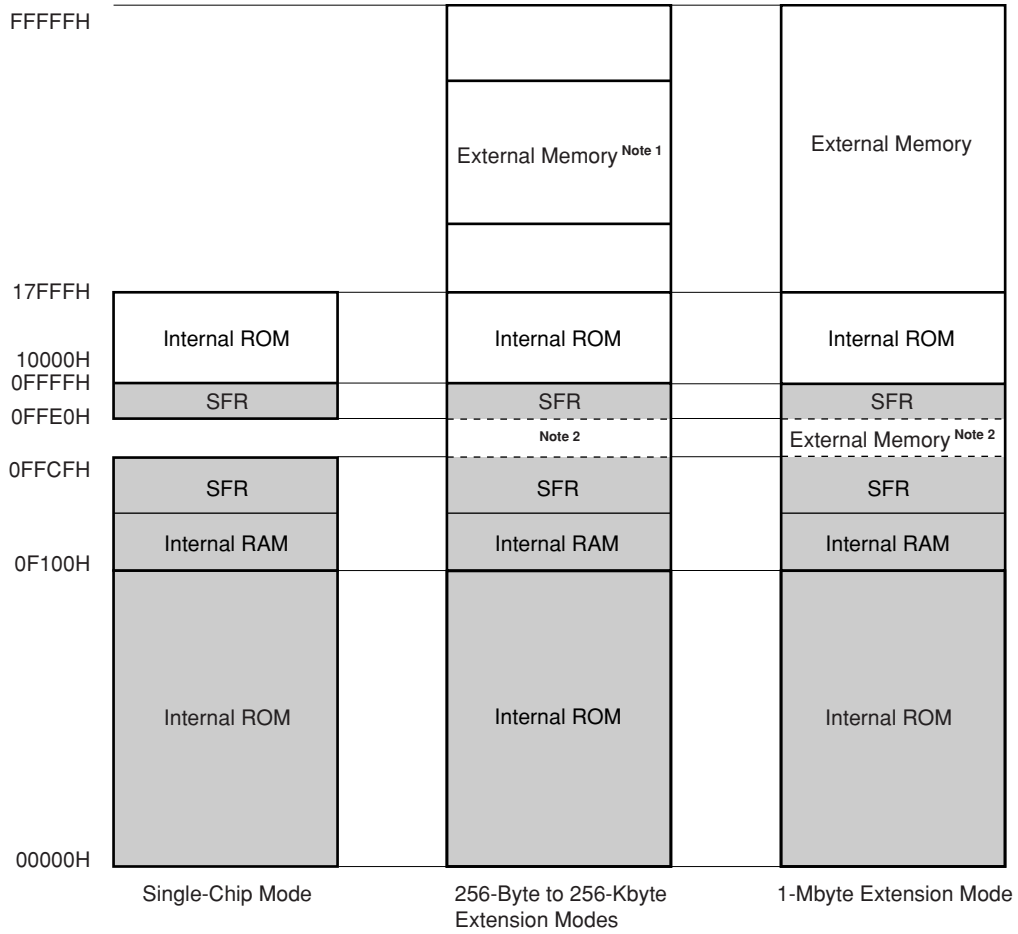 FFFFFH
External Memory Note 1
External Memory
17FFFH
Internal ROM
Internal ROM
Internal ROM
10000H
0FFFFH
SFR
SFR
SFR
0FFE0H
Note 2
External Memory Note 2
0FFCFH
SFR
SFR
SFR
Internal RAM
Internal RAM
Internal RAM
0F100H
Internal ROM
Internal ROM
Internal ROM
00000H
Single-Chip Mode
256-Byte to 256-Kbyte
Extension Modes
1-Mbyte Extension Mode